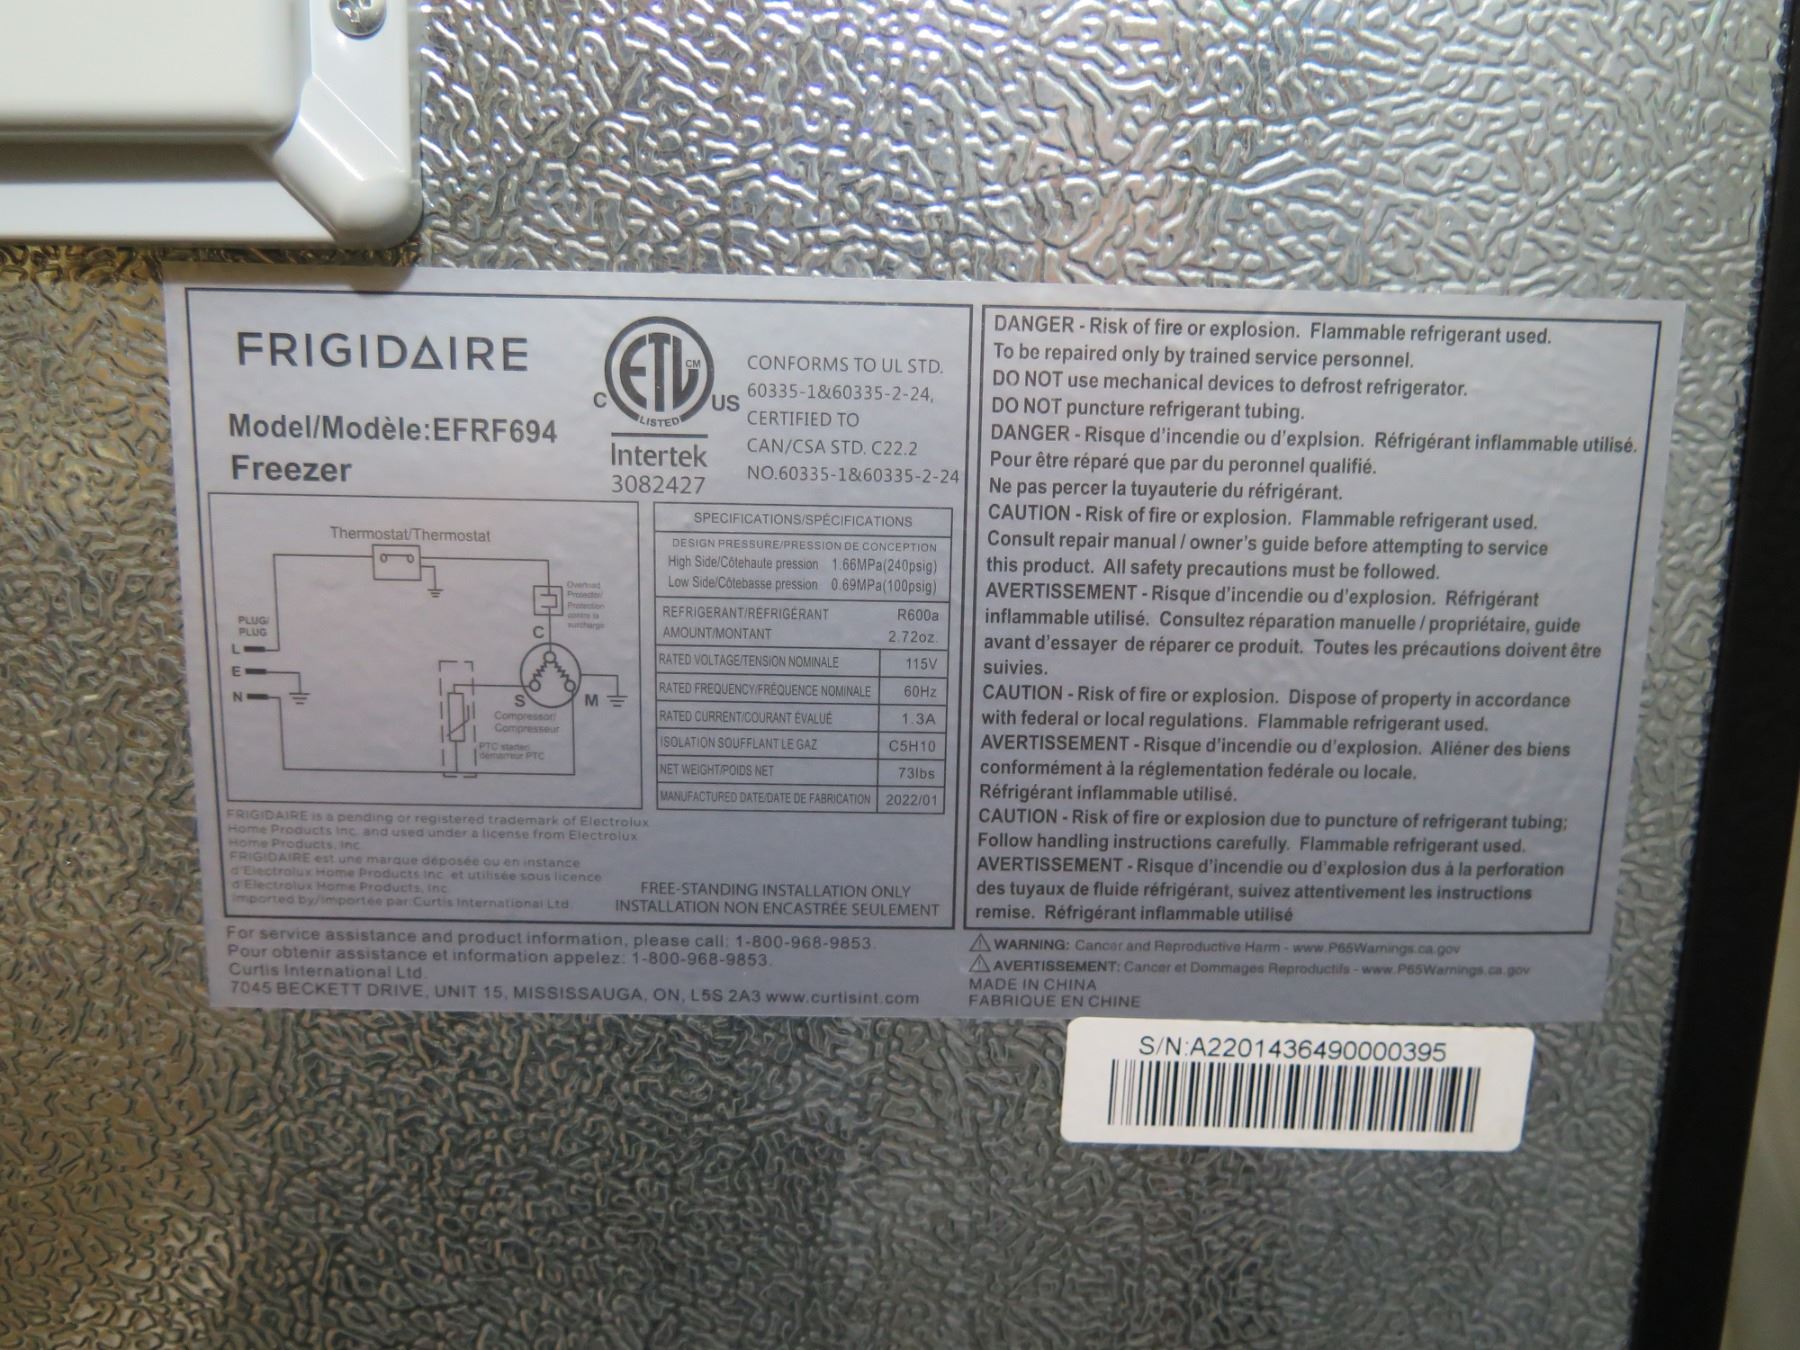 FRIGIDAIRE
Model/Modèle:EFRF694
Freezer
C ETL CM US
LISTED
Intertek
3082427
CONFORMS TO UL STD.
60335-1&60335-2-24,
CERTIFIED TO
CAN/CSA STD. C22.2
NO.60335-1&60335-2-24
Thermostat/Thermostat
Overload
Protector/
Protection
contre la
surcharge
PLUG/
PLUG
L
E
N
C
S
M
Compressor/
Compresseur
PTC starter/
démarreur PTC
SPECIFICATIONS/SPÉCIFICATIONS
DESIGN PRESSURE/PRESSION DE CONCEPTION
High Side/Côtehaute pression 1.66MPa(240psig)
Low Side/Côtebasse pression 0.69MPa(100psig)
REFRIGERANT/RÉFRIGÉRANT R600a
AMOUNT/MONTANT 2.72oz.
RATED VOLTAGE/TENSION NOMINALE 115V
RATED FREQUENCY/FRÉQUENCE NOMINALE 60Hz
RATED CURRENT/COURANT ÉVALUÉ 1.3A
ISOLATION SOUFFLANT LE GAZ C5H10
NET WEIGHT/POIDS NET 73lbs
MANUFACTURED DATE/DATE DE FABRICATION 2022/01
FRIGIDAIRE is a pending or registered trademark of Electrolux
Home Products Inc. and used under a license from Electrolux
Home Products, Inc.
FRIGIDAIRE est une marque déposée ou en instance
d'Electrolux Home Products Inc. et utilisée sous licence
d'Electrolux Home Products, Inc.
Imported by/Importée par Curtis International Ltd.
FREE-STANDING INSTALLATION ONLY
INSTALLATION NON ENCASTRÉE SEULEMENT
For service assistance and product information, please call: 1-800-968-9853.
Pour obtenir assistance et information appelez: 1-800-968-9853.
Curtis International Ltd.
7045 BECKETT DRIVE, UNIT 15, MISSISSAUGA, ON, L5S 2A3 www.curtisint.com
DANGER - Risk of fire or explosion. Flammable refrigerant used.
To be repaired only by trained service personnel.
DO NOT use mechanical devices to defrost refrigerator.
DO NOT puncture refrigerant tubing.
DANGER - Risque d'incendie ou d'explsion. Réfrigérant inflammable utilisé.
Pour être réparé que par du peronnel qualifié.
Ne pas percer la tuyauterie du réfrigérant.
CAUTION - Risk of fire or explosion. Flammable refrigerant used.
Consult repair manual / owner's guide before attempting to service
this product. All safety precautions must be followed.
AVERTISSEMENT - Risque d'incendie ou d'explosion. Réfrigérant
inflammable utilisé. Consultez réparation manuelle / propriétaire, guide
avant d'essayer de réparer ce produit. Toutes les précautions doivent être
suivies.
CAUTION - Risk of fire or explosion. Dispose of property in accordance
with federal or local regulations. Flammable refrigerant used.
AVERTISSEMENT - Risque d'incendie ou d'explosion. Aliéner des biens
conformément à la réglementation fedérale ou locale.
Réfrigérant inflammable utilisé.
CAUTION - Risk of fire or explosion due to puncture of refrigerant tubing;
Follow handling instructions carefully. Flammable refrigerant used.
AVERTISSEMENT - Risque d'incendie ou d'explosion dus à la perforation
des tuyaux de fluide réfrigérant, suivez attentivement les instructions
remise. Réfrigérant inflammable utilisé
WARNING: Cancer and Reproductive Harm - www.P65Warnings.ca.gov
AVERTISSEMENT: Cancer et Dommages Reproductifs - www.P65Warnings.ca.gov
MADE IN CHINA
FABRIQUÉ EN CHINE
S/N:A2201436490000395